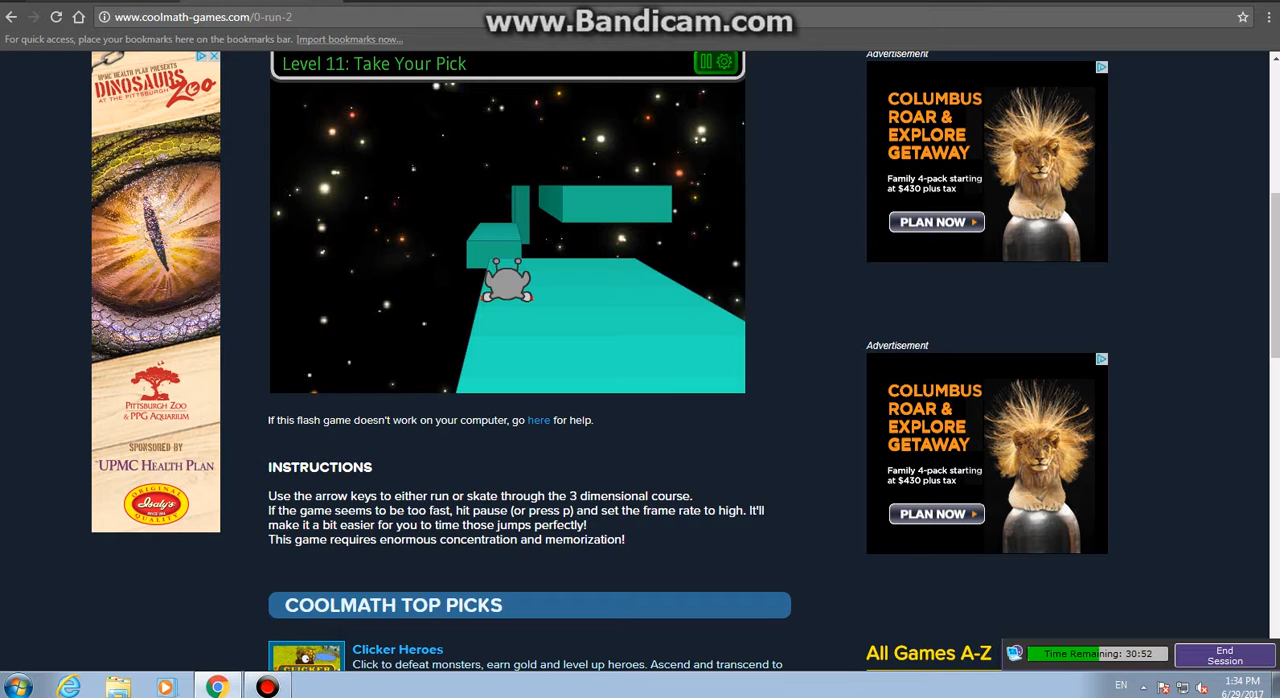 www.coolmath-games.com/0-run-2
www.Bandicam.com
For quick access, place your bookmarks here on the bookmarks bar. Import bookmarks now...
UPMC HEALTH PLAN PRESENTS
DINOSAURS
AT THE PITTSBURGH ZOO
PITTSBURGH ZOO
& PPG AQUARIUM
SPONSORED BY
UPMC HEALTH PLAN
ORIGINAL
Isaly's
QUALITY
Level 11: Take Your Pick
If this flash game doesn't work on your computer, go here for help.
INSTRUCTIONS
Use the arrow keys to either run or skate through the 3 dimensional course.
If the game seems to be too fast, hit pause (or press p) and set the frame rate to high. It'll
make it a bit easier for you to time those jumps perfectly!
This game requires enormous concentration and memorization!
COOLMATH TOP PICKS
CLICKER
Clicker Heroes
Click to defeat monsters, earn gold and level up heroes. Ascend and transcend to
Advertisement
COLUMBUS
ROAR &
EXPLORE
GETAWAY
Family 4-pack starting
at $430 plus tax
PLAN NOW
Advertisement
COLUMBUS
ROAR &
EXPLORE
GETAWAY
Family 4-pack starting
at $430 plus tax
PLAN NOW
All Games A-Z
Time Remaining: 30:52
End
Session
EN
1:34 PM
6/29/2017